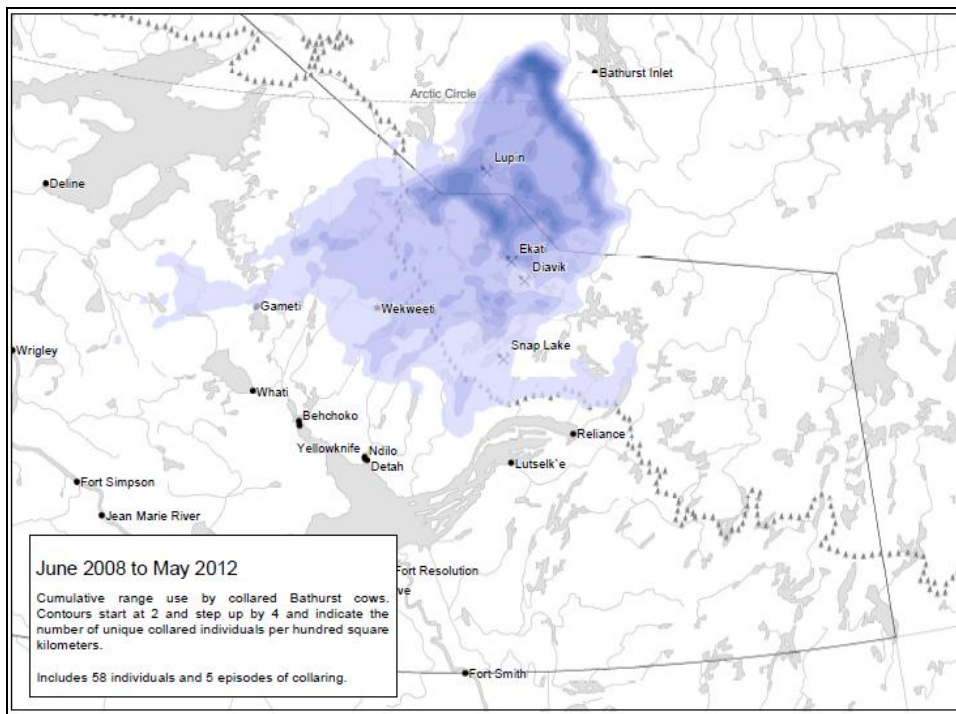 Bathurst Inlet
Arctic Circle
Lupin
Deline
Ekati
Diavik
Gameti
Wekweeti
Snap Lake
Wrigley
Whati
Behchoko
Reliance
Yellowknife
Ndilo
Detah
Lutselk`e
Fort Simpson
Jean Marie River
Fort Resolution
ve
Fort Smith
June 2008 to May 2012
Cumulative range use by collared Bathurst cows.
Contours start at 2 and step up by 4 and indicate the
number of unique collared individuals per hundred square
kilometers.
Includes 58 individuals and 5 episodes of collaring.